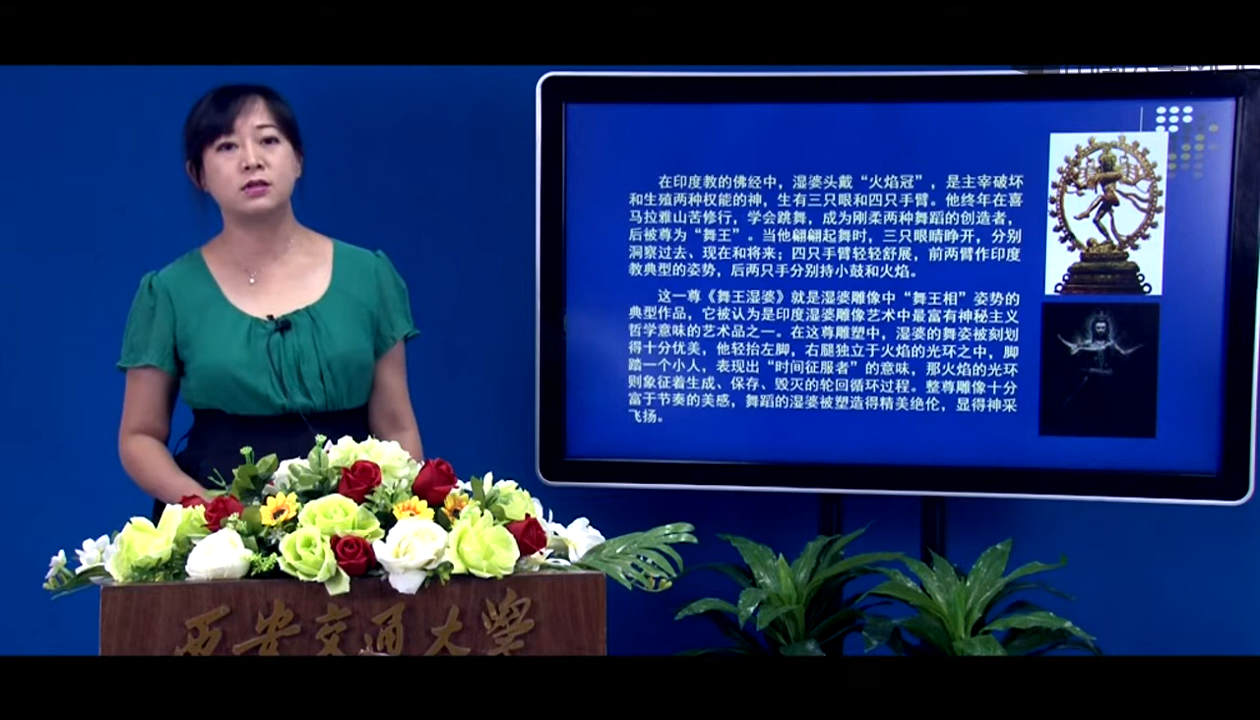 在印度教的佛经中，湿婆头戴“火焰冠”，是主宰破坏
和生殖两种权能的神，生有三只眼和四只手臂。他终年在喜
马拉雅山苦修行，学会跳舞，成为刚柔两种舞蹈的创造者，
后被尊为“舞王”。当他翩翩起舞时，三只眼睛睁开，分别
洞察过去、现在和将来；四只手臂轻轻舒展，前两臂作印度
教典型的姿势，后两只手分别持小鼓和火焰。
这一尊《舞王湿婆》就是湿婆雕像中“舞王相”姿势的
典型作品，它被认为是印度湿婆雕像艺术中最富有神秘主义
哲学意味的艺术品之一。在这尊雕塑中，湿婆的舞姿被刻划
得十分优美，他轻抬左脚，右腿独立于火焰的光环之中，脚
踏一个小人，表现出“时间征服者”的意味，那火焰的光环
则象征着生成、保存、毁灭的轮回循环过程。整尊雕像十分
富于节奏的美感，舞蹈的湿婆被塑造得精美绝伦，显得神采
飞扬。
西安交通大学